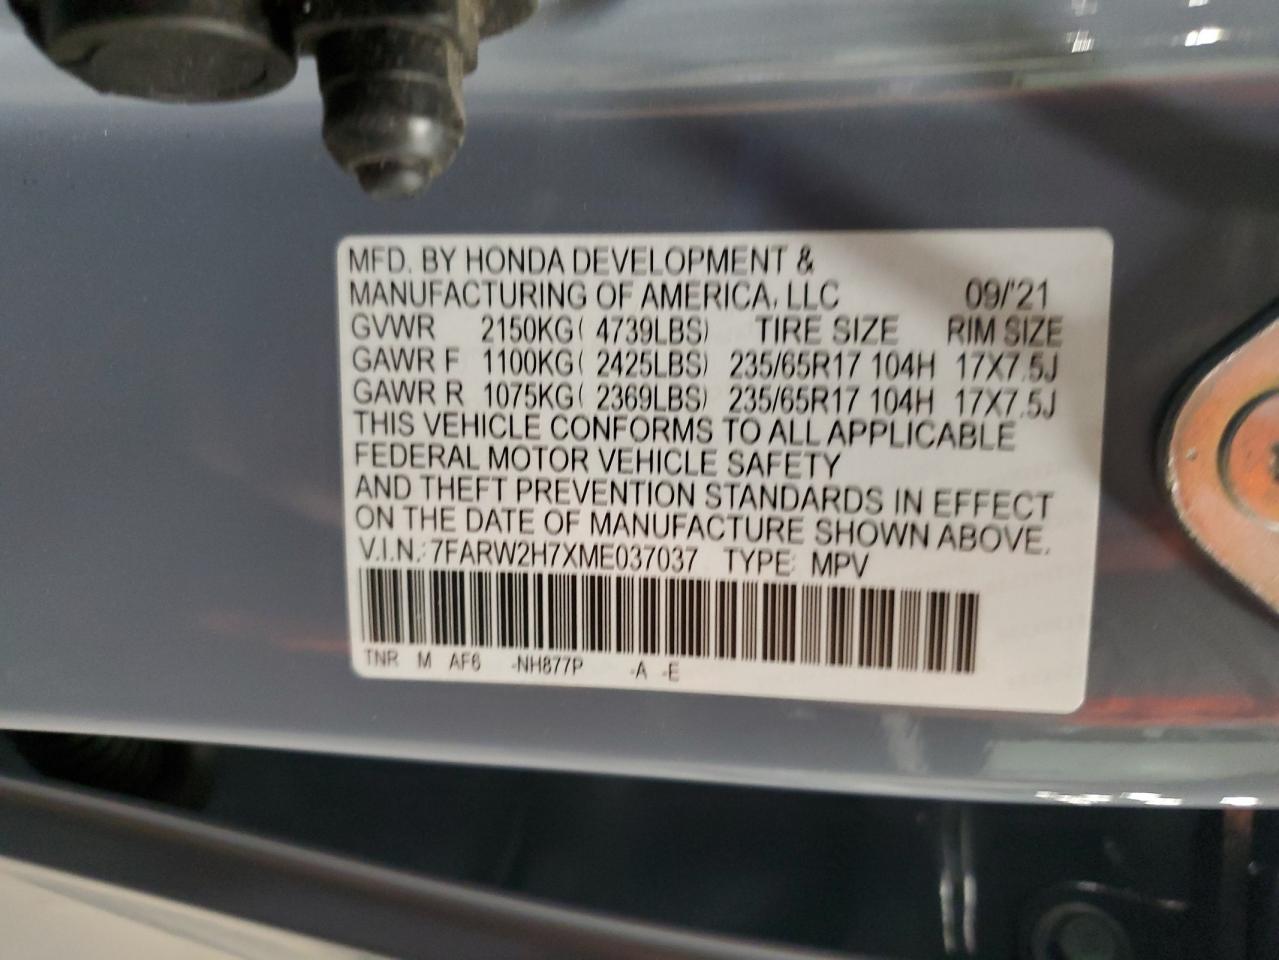 MFD. BY HONDA DEVELOPMENT &
MANUFACTURING OF AMERICA, LLC 09/'21
GVWR 2150KG( 4739LBS) TIRE SIZE RIM SIZE
GAWR F 1100KG( 2425LBS) 235/65R17 104H 17X7.5J
GAWR R 1075KG( 2369LBS) 235/65R17 104H 17X7.5J
THIS VEHICLE CONFORMS TO ALL APPLICABLE
FEDERAL MOTOR VEHICLE SAFETY
AND THEFT PREVENTION STANDARDS IN EFFECT
ON THE DATE OF MANUFACTURE SHOWN ABOVE.
V.I.N.: 7FARW2H7XME037037 TYPE: MPV
TNR M AF6 -NH877P -A -E